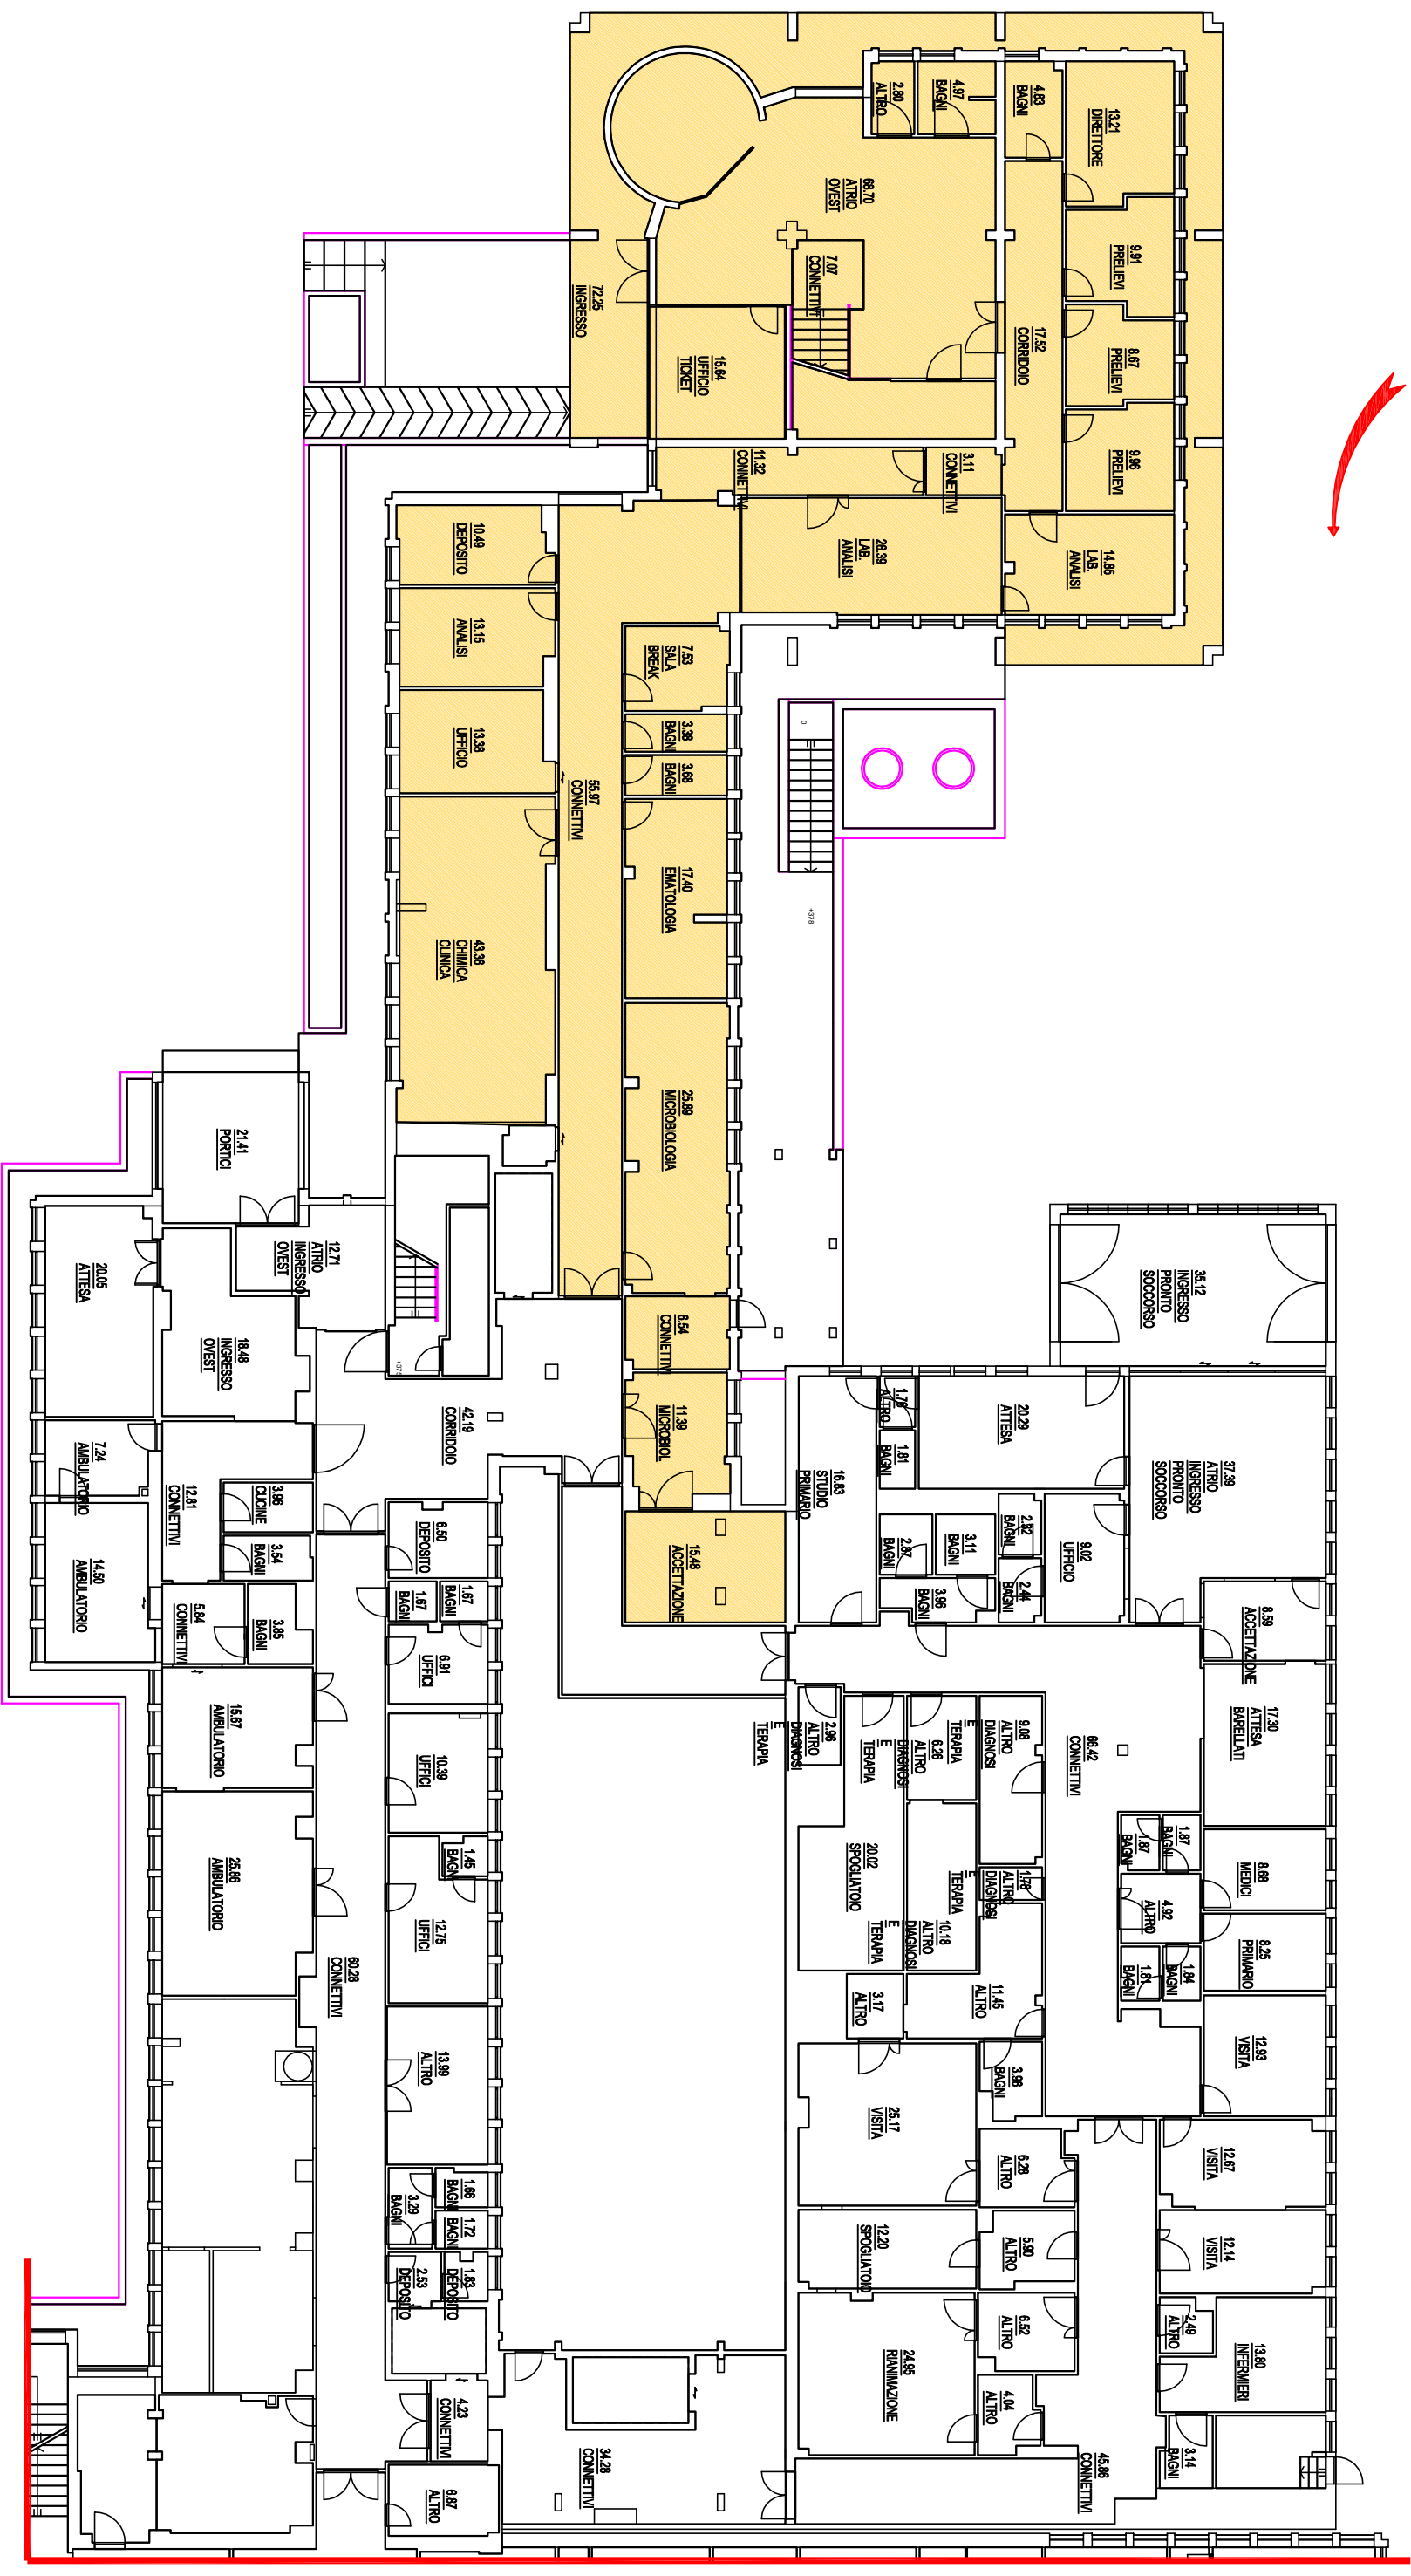 4.97
BAGNI
2.80
ALTRO
4.83
BAGNI
13.21
DIRETTORE
68.70
ATRIO
OVEST
9.91
PRELIEVI
7.07
CONNETTIVI
72.25
INGRESSO
15.64
UFFICIO
TICKET
17.52
CORRIDOIO
8.67
PRELIEVI
9.96
PRELIEVI
11.32
CONNETTIVI
3.11
CONNETTIVI
26.39
LAB.
ANALISI
14.85
LAB.
ANALISI
10.49
DEPOSITO
13.15
ANALISI
13.38
UFFICIO
7.53
SALA
BREAK
3.38
BAGNI
3.68
BAGNI
55.97
CONNETTIVI
0
17.40
EMATOLOGIA
+378
43.36
CHIMICA
CLINICA
25.89
MICROBIOLOGIA
21.41
PORTICI
12.71
ATRIO
INGRESSO
OVEST
20.05
ATTESA
18.48
INGRESSO
OVEST
6.54
CONNETTIVI
35.12
INGRESSO
PRONTO
SOCCORSO
42.19
CORRIDOIO
11.39
MICROBIOL
20.29
ATTESA
1.81
BAGNI
16.83
STUDIO
PRIMARIO
37.39
ATRIO
INGRESSO
PRONTO
SOCCORSO
7.24
AMBULATORIO
12.81
CONNETTIVI
3.96
CUCINE
3.54
BAGNI
6.50
DEPOSITO
15.48
ACCETTAZIONE
2.87
BAGNI
3.11
BAGNI
2.82
BAGNI
9.02
UFFICIO
2.44
BAGNI
3.96
BAGNI
14.50
AMBULATORIO
5.84
CONNETTIVI
3.85
BAGNI
1.67
BAGNI
1.67
BAGNI
6.91
UFFICI
8.59
ACCETTAZIONE
17.30
ATTESA
BARELLATI
15.67
AMBULATORIO
10.39
UFFICI
2.96
ALTRO
DIAGNOSI
E
TERAPIA
6.26
ALTRO
DIAGNOSI
E
TERAPIA
9.08
ALTRO
DIAGNOSI
E
TERAPIA
66.42
CONNETTIVI
25.86
AMBULATORIO
1.45
BAGNI
12.75
UFFICI
20.02
SPOGLIATOIO
1.78
ALTRO
DIAGNOSI
E
TERAPIA
10.18
ALTRO
DIAGNOSI
E
TERAPIA
1.87
BAGNI
1.87
BAGNI
8.68
MEDICI
4.92
ALTRO
8.25
PRIMARIO
1.84
BAGNI
1.81
BAGNI
60.28
CONNETTIVI
13.99
ALTRO
3.17
ALTRO
11.45
ALTRO
12.93
VISITA
3.96
BAGNI
25.17
VISITA
6.28
ALTRO
12.67
VISITA
1.66
BAGNI
3.29
BAGNI
1.72
BAGNI
12.20
SPOGLIATOIO
5.90
ALTRO
12.14
VISITA
2.53
DEPOSITO
1.83
DEPOSITO
24.95
RIANIMAZIONE
6.52
ALTRO
2.49
ALTRO
13.80
INFERMIERI
4.23
CONNETTIVI
4.04
ALTRO
34.28
CONNETTIVI
45.86
CONNETTIVI
3.14
BAGNI
6.87
ALTRO